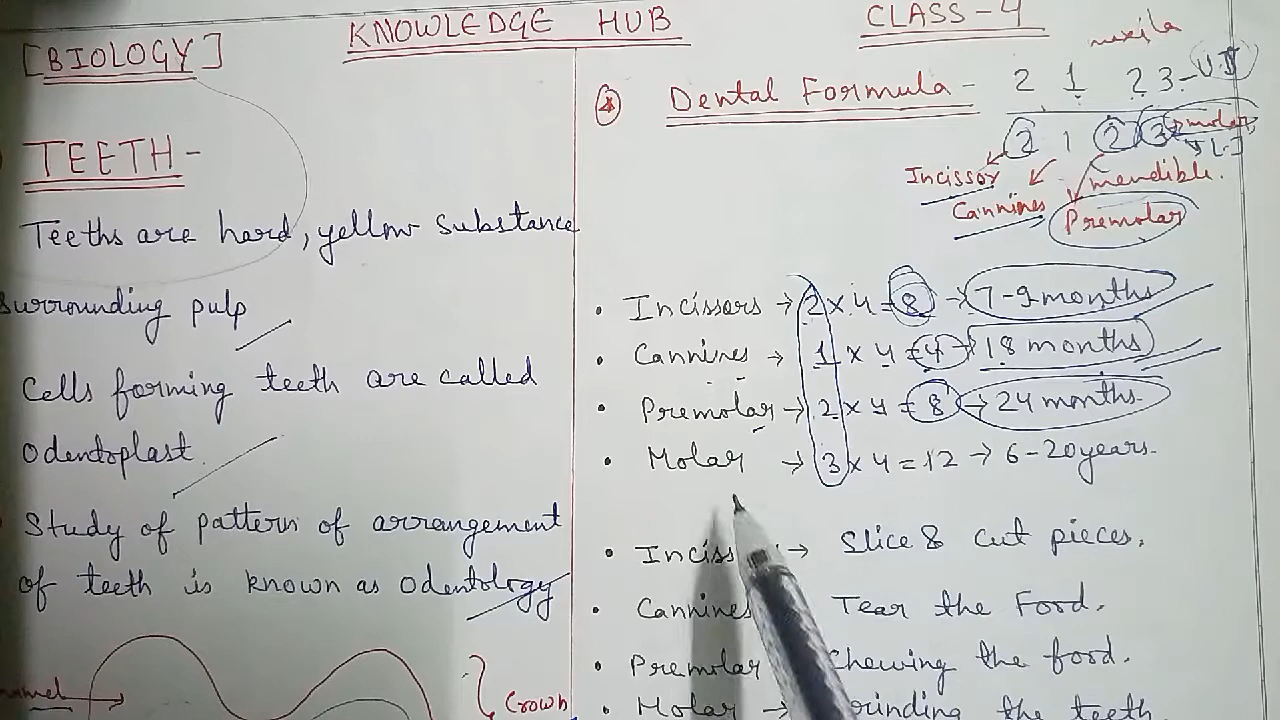 KNOWLEDGE HUB
CLASS-4
[BIOLOGY]
TEETH-
Teeths are hard, yellow substance
surrounding pulp
Cells forming teeth are called
Odentoplast
Study of pattern of arrangement
of teeth is known as Odentology
Crown
Dental Formula- 2 1 2 3-U.J
maxila
2 1 2 3 molar
L.J
Incissor
mendible.
Cannines
Premolar
• Incissors → 2 × 4 = 8 → 7-9 months
• Cannines → 1 × 4 = 4 → 18 months
• Premolar → 2 × 4 = 8 → 24 months.
• Molar → 3 × 4 = 12 → 6-20 years.
• Inciss → Slice & cut pieces.
• Cannines Tear the Food.
• Premolar Chewing the food.
• Molar → rinding the teeth